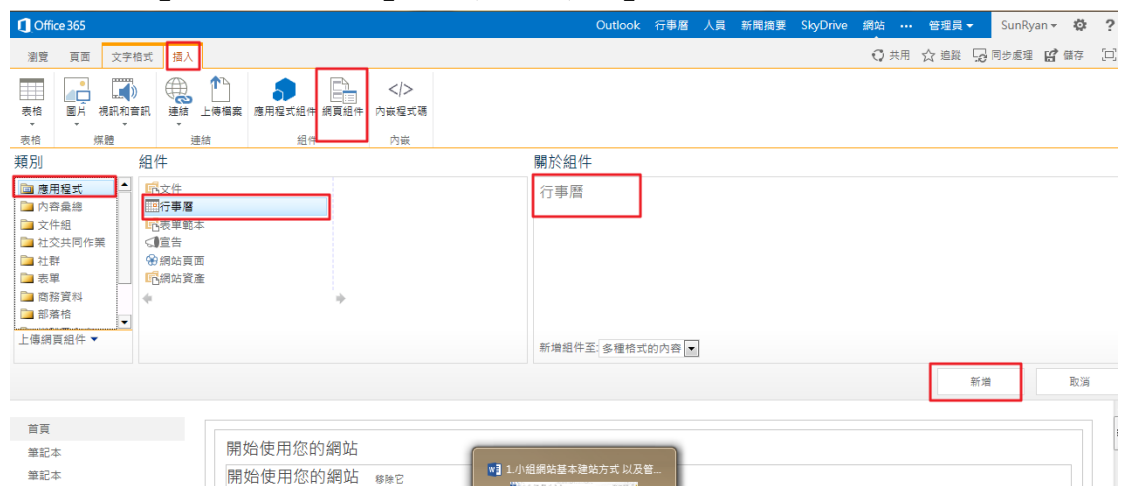 Office 365 Outlook 行事曆 人員 新聞摘要 SkyDrive 網站 ••• 管理員 SunRyan ?
瀏覽 頁面 文字格式 插入 共用 追蹤 同步處理 儲存
表格 圖片 視訊和音訊 連結 上傳檔案 應用程式組件 網頁組件 內嵌程式碼
表格 媒體 連結 組件 內嵌
類別 組件 關於組件
應用程式 文件 行事曆
內容彙總 行事曆
文件組 表單範本
社交共同作業 宣告
社群 網站頁面
表單 網站資產
商務資料
部落格
上傳網頁組件 新增組件至: 多種格式的內容
新增 取消
首頁
筆記本 開始使用您的網站
筆記本 開始使用您的網站 移除它
1.小組網站基本建站方式 以及管...